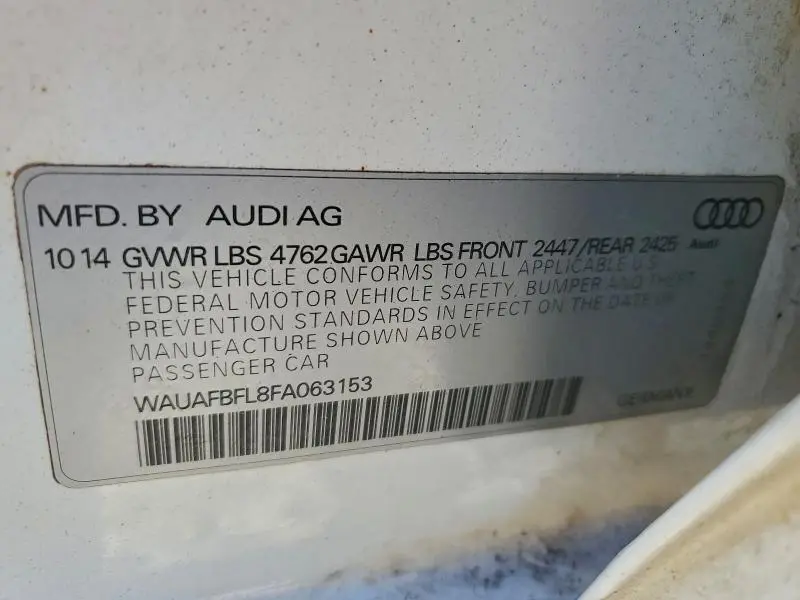 MFD. BY AUDI AG
Audi
10 14 GVWR LBS 4762 GAWR LBS FRONT 2447/REAR 2425
THIS VEHICLE CONFORMS TO ALL APPLICABLE U.S.
FEDERAL MOTOR VEHICLE SAFETY, BUMPER AND THEFT
PREVENTION STANDARDS IN EFFECT ON THE DATE OF
MANUFACTURE SHOWN ABOVE
PASSENGER CAR
WAUAFBFL8FA063153
GERMANY